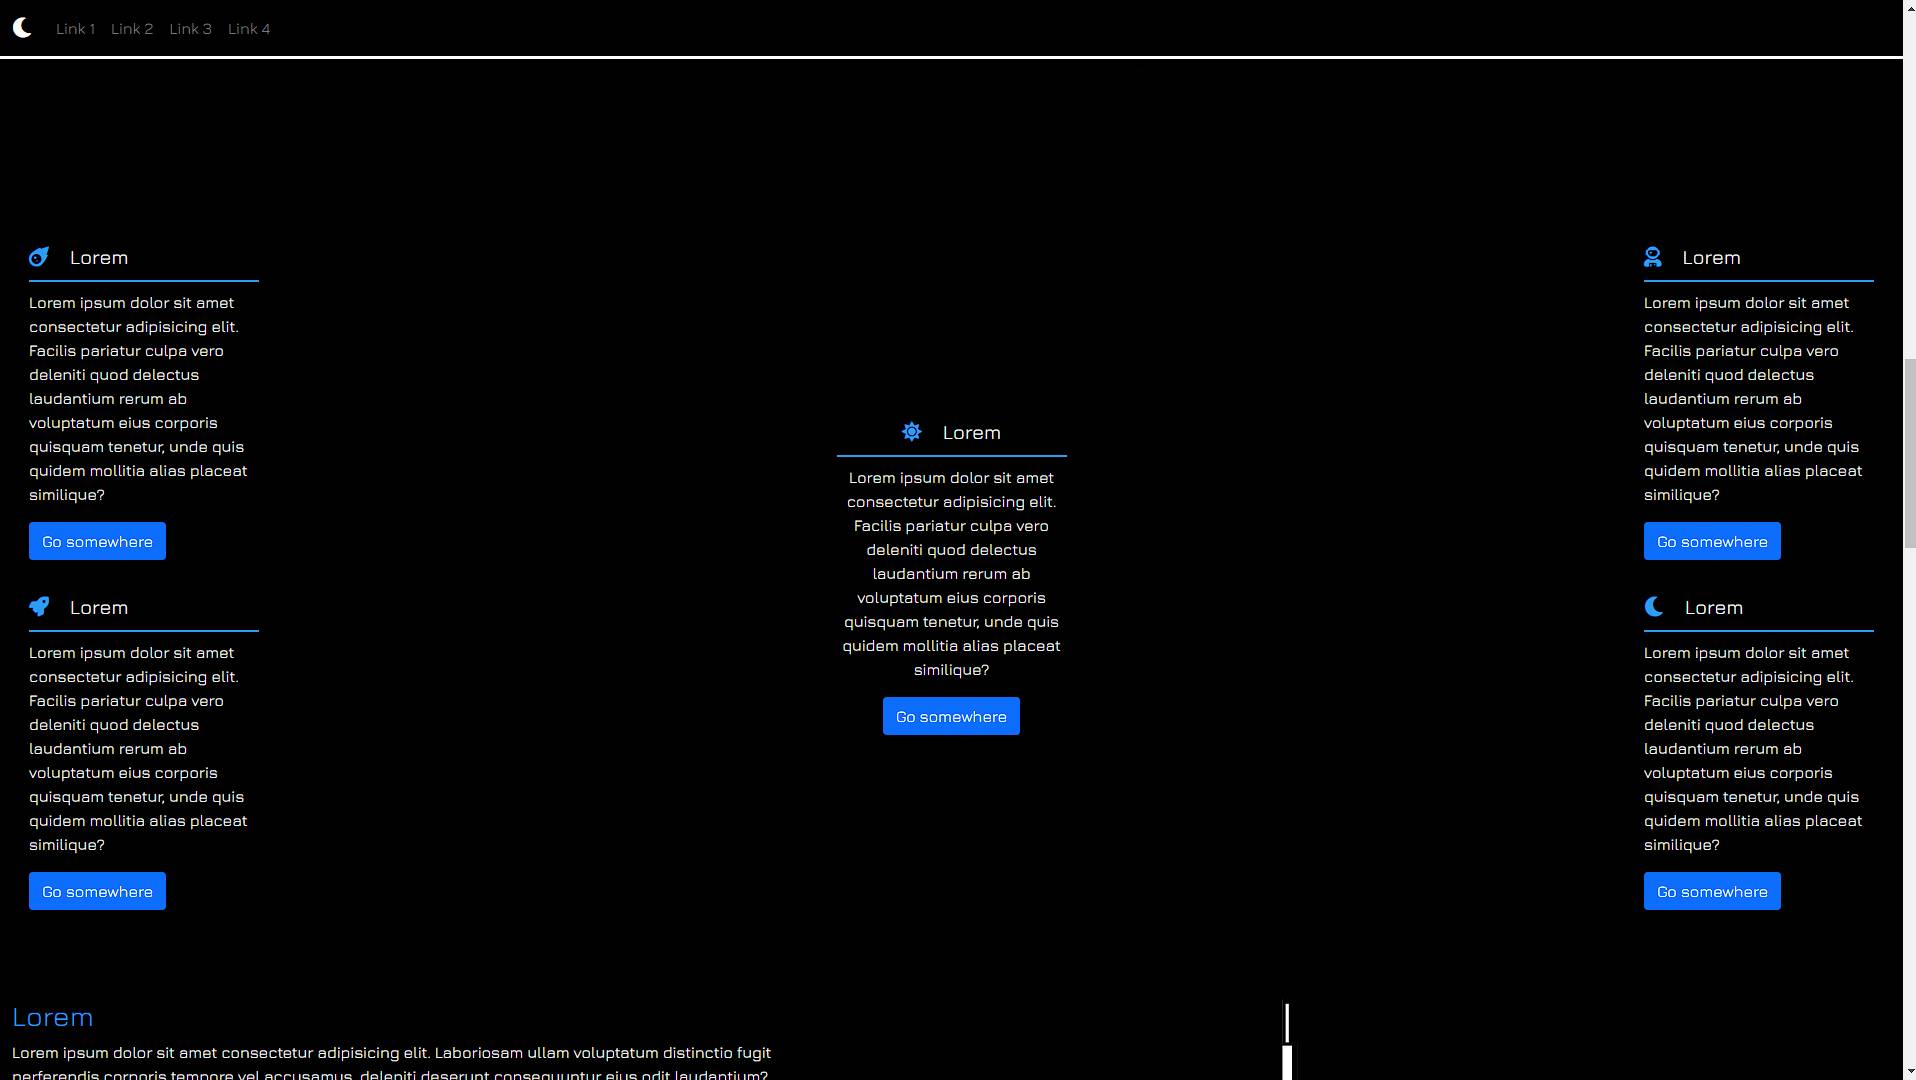 Link 1 Link 2 Link 3 Link 4
Lorem
Lorem ipsum dolor sit amet
consectetur adipisicing elit.
Facilis pariatur culpa vero
deleniti quod delectus
laudantium rerum ab
voluptatum eius corporis
quisquam tenetur, unde quis
quidem mollitia alias placeat
similique?
Go somewhere
Lorem
Lorem ipsum dolor sit amet
consectetur adipisicing elit.
Facilis pariatur culpa vero
deleniti quod delectus
laudantium rerum ab
voluptatum eius corporis
quisquam tenetur, unde quis
quidem mollitia alias placeat
similique?
Go somewhere
Lorem
Lorem ipsum dolor sit amet
consectetur adipisicing elit.
Facilis pariatur culpa vero
deleniti quod delectus
laudantium rerum ab
voluptatum eius corporis
quisquam tenetur, unde quis
quidem mollitia alias placeat
similique?
Go somewhere
Lorem
Lorem ipsum dolor sit amet
consectetur adipisicing elit.
Facilis pariatur culpa vero
deleniti quod delectus
laudantium rerum ab
voluptatum eius corporis
quisquam tenetur, unde quis
quidem mollitia alias placeat
similique?
Go somewhere
Lorem
Lorem ipsum dolor sit amet
consectetur adipisicing elit.
Facilis pariatur culpa vero
deleniti quod delectus
laudantium rerum ab
voluptatum eius corporis
quisquam tenetur, unde quis
quidem mollitia alias placeat
similique?
Go somewhere
Lorem
Lorem ipsum dolor sit amet consectetur adipisicing elit. Laboriosam ullam voluptatum distinctio fugit
perferendis corporis tempore vel accusamus, deleniti deserunt consequuntur eius odit laudantium?